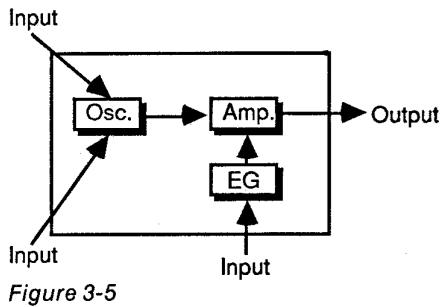 Input
Osc.
Amp.
Output
EG
Input
Input
Figure 3-5